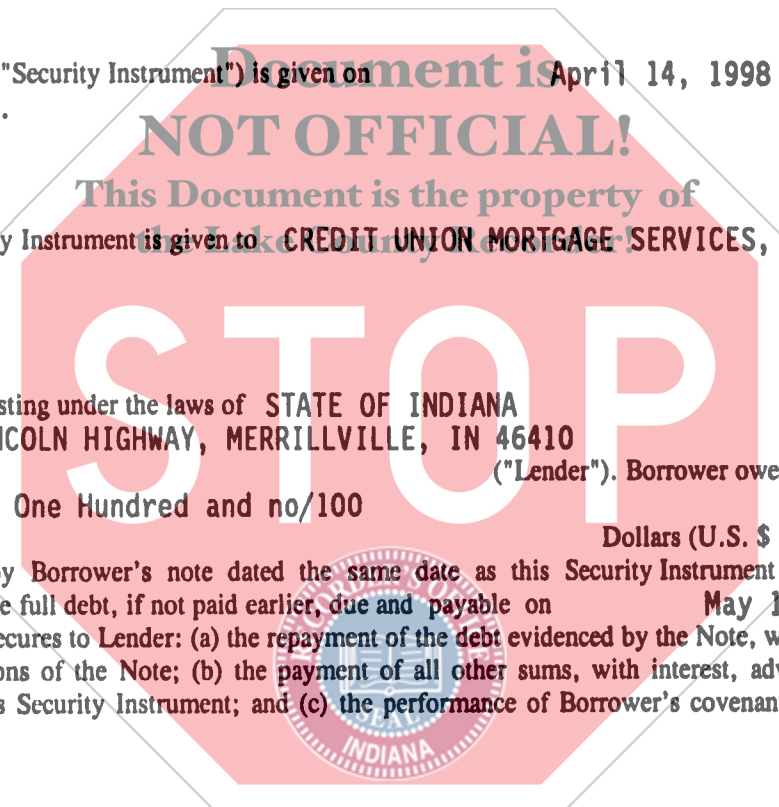 "Security Instrument") is given on April 14, 1998
Document is
.
NOT OFFICIAL!
This Document is the property of
y Instrument is given to CREDIT UNION MORTGAGE SERVICES,
the Lake County Recorder!
STOP
sting under the laws of STATE OF INDIANA
NCOLN HIGHWAY, MERRILLVILLE, IN 46410
("Lender"). Borrower owe
One Hundred and no/100
Dollars (U.S. $
by Borrower's note dated the same date as this Security Instrument
e full debt, if not paid earlier, due and payable on May 1
ecures to Lender: (a) the repayment of the debt evidenced by the Note, w
ons of the Note; (b) the payment of all other sums, with interest, adv
s Security Instrument; and (c) the performance of Borrower's covenan
SEAL
INDIANA